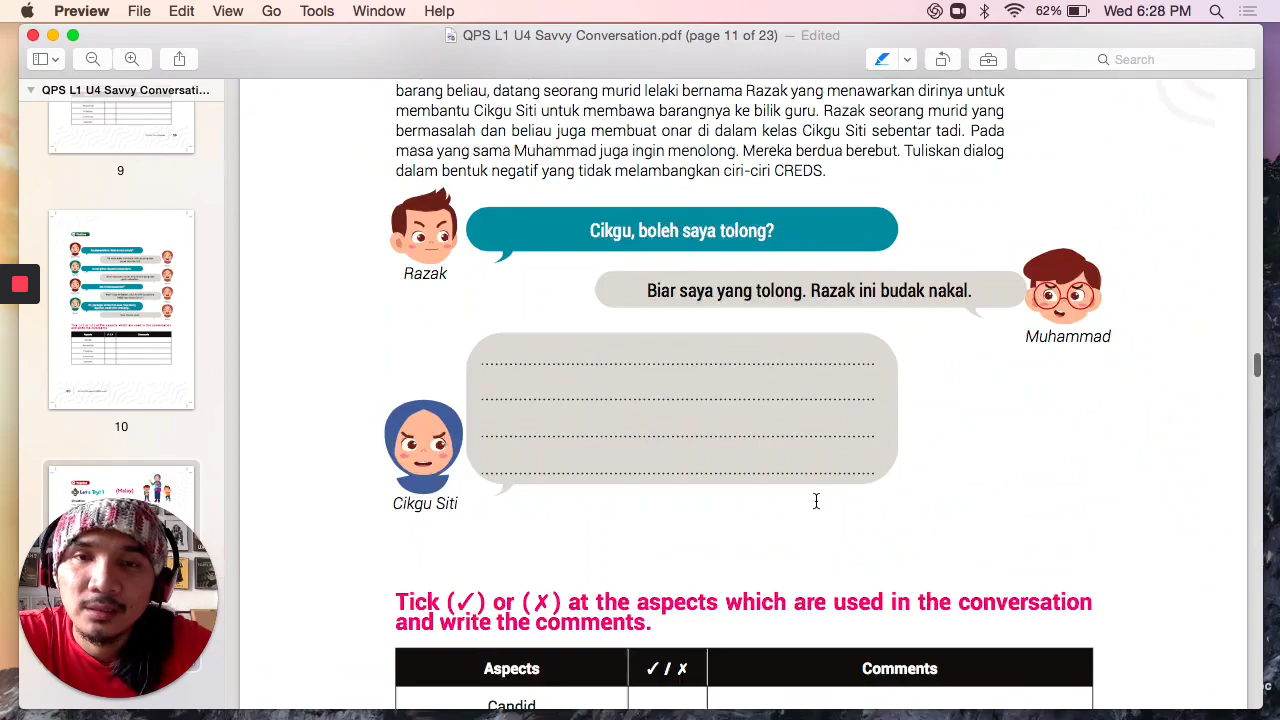 Preview File Edit View Go Tools Window Help 62% Wed 6:28 PM
QPS L1 U4 Savvy Conversation.pdf (page 11 of 23) — Edited
Search
QPS L1 U4 Savvy Conversati...
9
10
barang beliau, datang seorang murid lelaki bernama Razak yang menawarkan dirinya untuk
membantu Cikgu Siti untuk membawa barangnya ke bilik guru. Razak seorang murid yang
bermasalah dan beliau juga membuat onar di dalam kelas Cikgu Siti sebentar tadi. Pada
masa yang sama Muhammad juga ingin menolong. Mereka berdua berebut. Tuliskan dialog
dalam bentuk negatif yang tidak melambangkan ciri-ciri CREDS.
Cikgu, boleh saya tolong?
Razak
Biar saya yang tolong. Razak ini budak nakal.
Muhammad
Cikgu Siti
Tick (✓) or (✗) at the aspects which are used in the conversation
and write the comments.
Aspects ✓ / ✗ Comments
Candid